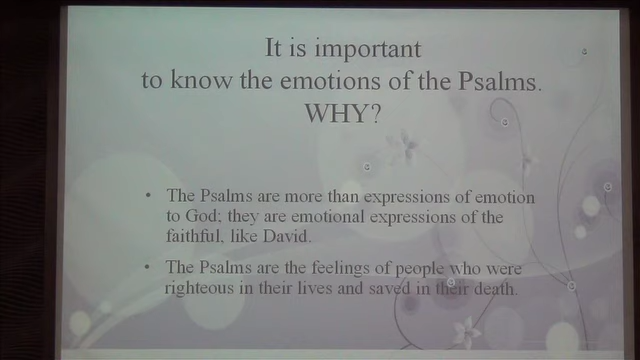 It is important
to know the emotions of the Psalms.
WHY?
• The Psalms are more than expressions of emotion
to God; they are emotional expressions of the
faithful, like David.
• The Psalms are the feelings of people who were
righteous in their lives and saved in their death.